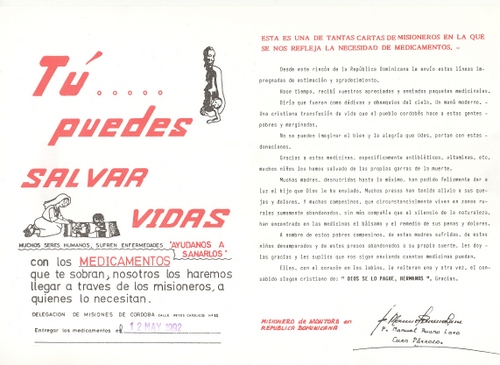 Tú.....
puedes
SALVAR
VIDAS
MUCHOS SERES HUMANOS, SUFREN ENFERMEDADES "AYUDANOS A
SANARLOS"
con los MEDICAMENTOS
que te sobran, nosotros los haremos
llegar a traves de los misioneros, a
quienes lo necesitan.
DELEGACION DE MISIONES DE CORDOBA CALLE REYES CATOLICOS
Entregar los medicamentos el 12 MAY 1992
ESTA ES UNA DE TANTAS CARTAS DE MISIONEROS EN LA QUE
SE NOS REFLEJA LA NECESIDAD DE MEDICAMENTOS. -
Desde este rincón de la República Dominicana le envío estas líneas im-
pregnadas de estimación y agradecimiento.
Hace tiempo, recibí vuestros apreciados y enviados paquetes medicinales.
Diría que fueron como dádivas y obsequios del cielo. Un maná moderno. -
Una cristiana transfusión de vida que el pueblo cordobés hace a estas gentes-
pobres y marginadas.
No se pueden imaginar el bien y la alegría que éstos, portan con estas -
donaciones.
Gracias a estas medicinas, específicamente antibióticos, vitaminas, etc.
muchos niños los hemos salvado de las propias garras de la muerte.
Muchas madres, desnutridas hasta lo máximo, han podido felizmente dar a
luz el hijo que Dios le ha enviado. Muchos presos han tenido alivio a sus que-
jas y dolores. Y muchos campesinos, que circunstancialmente viven en zonas ru-
rales sumamente abandonados, sin más compañía que al silencio de la naturaleza,
han encontrado en las medicinas el bálsamo y el remedio de sus penas y dolores.
A nombre de estos pobres campesinos, de estas madres sufridas, de estos
niños desamparados y de estos presos abandonados a su propia suerte, les doy -
las gracias y les suplico que nos sigan enviando cuantas medicinas puedan.
Ellos, con el corazón en los labios, le reiteran una y otra vez, el con-
sabido slogan cristiano de: " DIOS SE LO PAGUE, HERMANOS ". Gracias.
MISIONERO de MONTORO en
REPUBLICA DOMINICANA
P. MANUEL
CURA PÁRROCO.